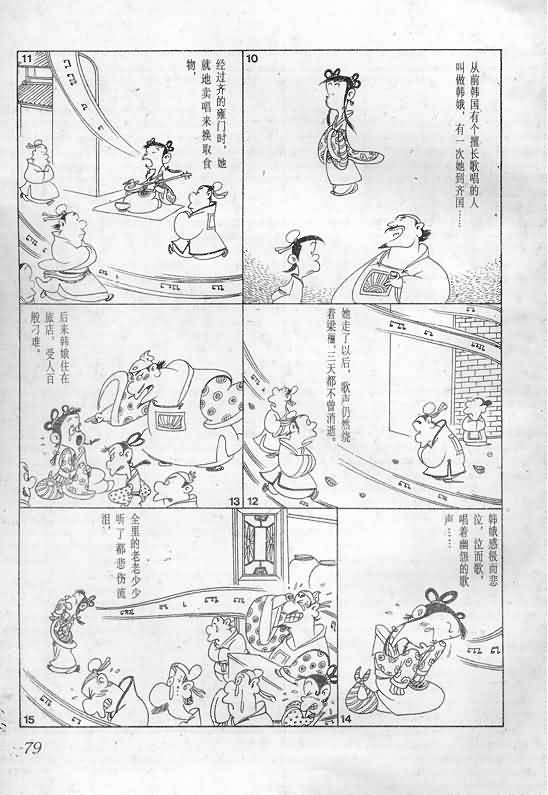 10
从前韩国有个擅长歌唱的人
叫做韩娥，有一次她到齐国……
11
经过齐的雍门时，她
就地卖唱来换取食
物，
12
她走了以后，歌声仍然绕
着梁欐，三天都不曾消逝。
13
后来韩娥住在
旅店，受人百
般刁难。
14
韩娥感极而悲
泣，泣而歌，
唱着幽怨的歌
声……
15
全里的老老少少
听了都悲伤流
泪，
79